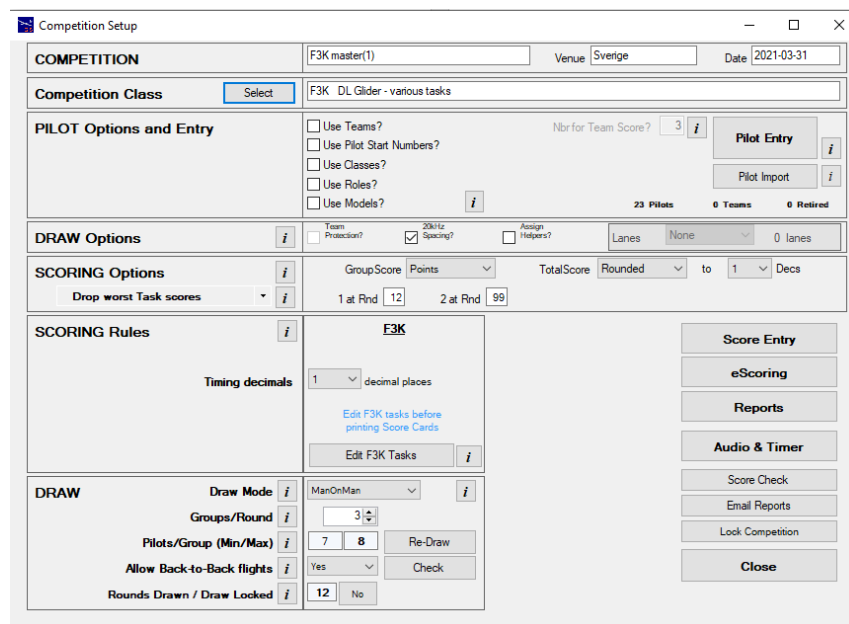 Competition Setup
COMPETITION
F3K master(1)
Venue Sverige
Date 2021-03-31
Competition Class Select
F3K DL Glider - various tasks
PILOT Options and Entry
Use Teams?
Nbr for Team Score? 3 i
Use Pilot Start Numbers?
Use Classes?
Use Roles?
Use Models? i
Pilot Entry i
Pilot Import i
23 Pilots 0 Teams 0 Retired
DRAW Options i
Team Protection?
20kHz Spacing?
Assign Helpers?
Lanes None 0 lanes
SCORING Options i
GroupScore Points
TotalScore Rounded to 1 Decs
Drop worst Task scores i
1 at Rnd 12 2 at Rnd 99
SCORING Rules i
F3K
Timing decimals 1 decimal places
Edit F3K tasks before
printing Score Cards
Edit F3K Tasks i
DRAW Draw Mode i ManOnMan i
Groups/Round i 3
Pilots/Group (Min/Max) i 7 8 Re-Draw
Allow Back-to-Back flights i Yes Check
Rounds Drawn / Draw Locked i 12 No
Score Entry
eScoring
Reports
Audio & Timer
Score Check
Email Reports
Lock Competition
Close